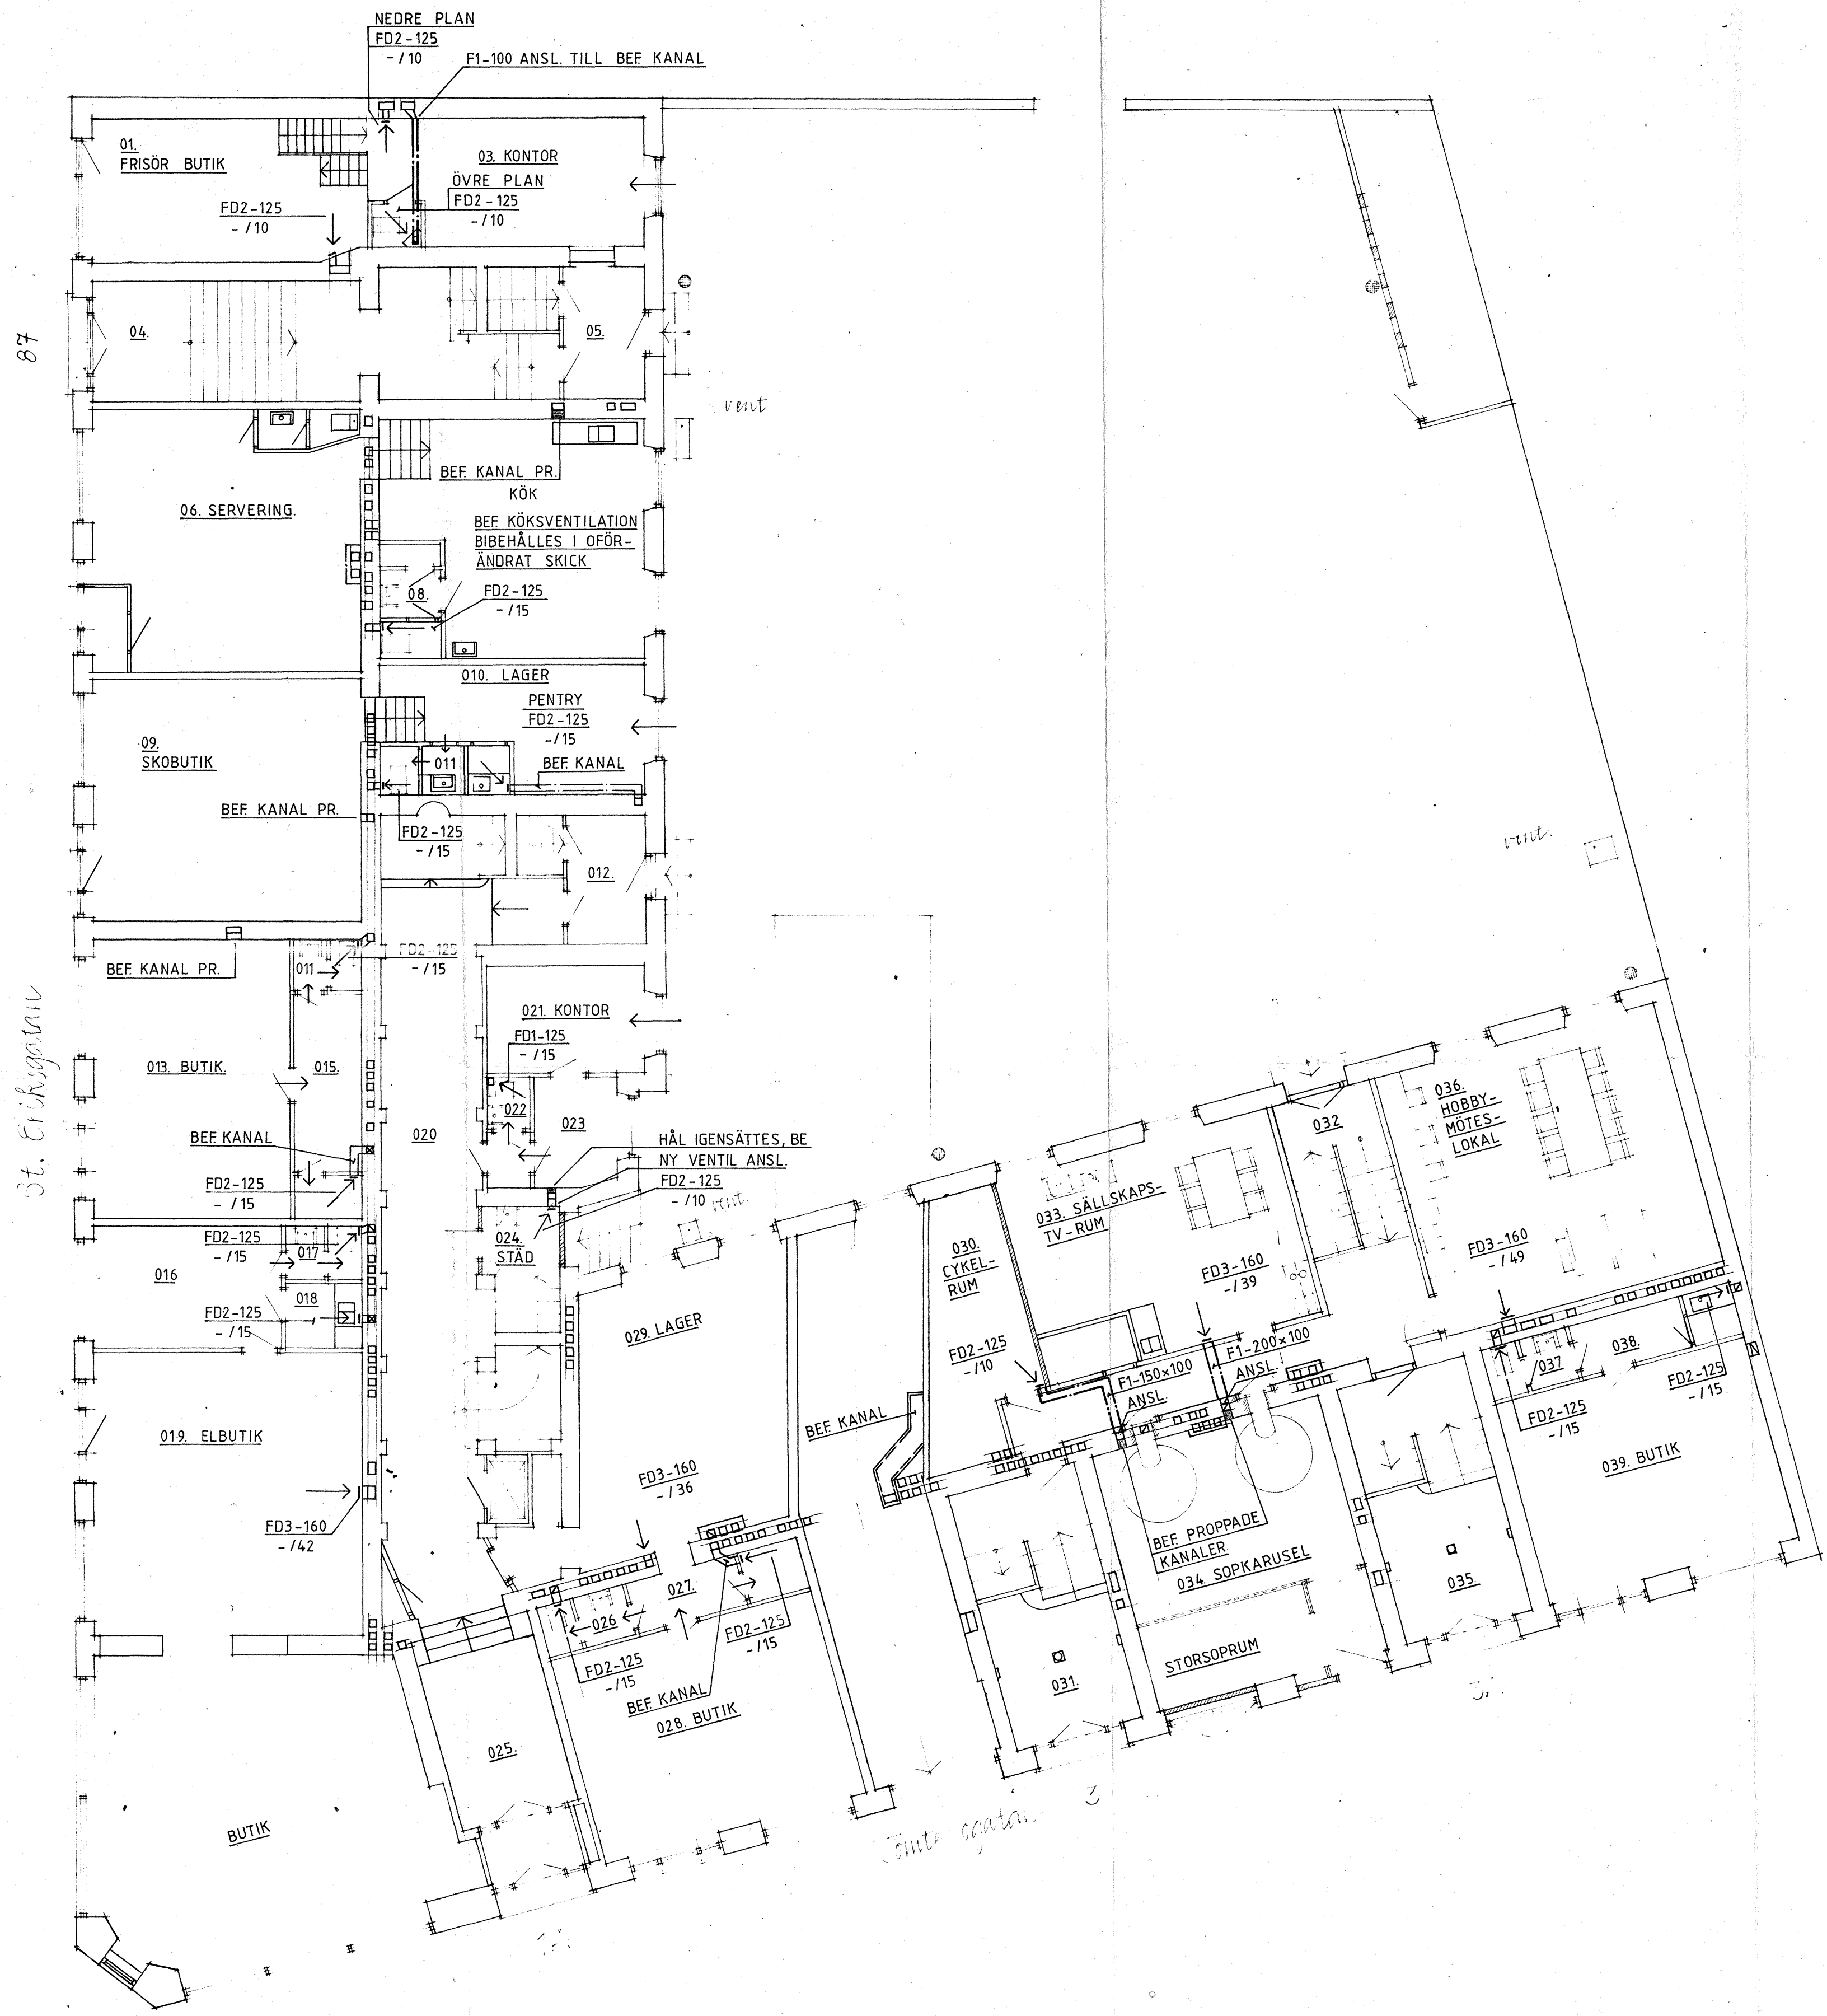 NEDRE PLAN
FD2-125
-/10
F1-100 ANSL. TILL BEF. KANAL
01.
FRISÖR BUTIK
03. KONTOR
ÖVRE PLAN
FD2-125
-/10
FD2-125
-/10
04.
05.
87
vent
BEF. KANAL PR.
KÖK
06. SERVERING.
BEF. KÖKSVENTILATION
BIBEHÅLLES I OFÖR-
ÄNDRAT SKICK
08.
FD2-125
-/15
010. LAGER
PENTRY
FD2-125
-/15
09.
SKOBUTIK
011
BEF. KANAL
BEF. KANAL PR.
FD2-125
-/15
vent.
012.
FD2-125
-/15
BEF. KANAL PR.
011
St. Eriksgatan
021. KONTOR
FD1-125
-/15
013. BUTIK.
015.
022
023
020
BEF. KANAL
HÅL IGENSÄTTES, BE
NY VENTIL ANSL.
FD2-125
-/10
vent.
FD2-125
-/15
FD2-125
-/15
017
024.
STÄD
016
018
FD2-125
-/15
029. LAGER
030.
CYKEL-
RUM
033. SÄLLSKAPS-
TV-RUM
032
036.
HOBBY-
MÖTES-
LOKAL
FD3-160
-/39
FD3-160
-/49
FD2-125
-/10
F1-150x100
ANSL.
F1-200x100
ANSL.
037
038.
FD2-125
-/15
FD2-125
-/15
BEF. KANAL
019. ELBUTIK
FD3-160
-/36
039. BUTIK
FD3-160
-/42
BEF. PROPPADE
KANALER
034. SOPKARUSEL
035.
027.
026
FD2-125
-/15
FD2-125
-/15
BEF. KANAL
028. BUTIK
STORSOPRUM
031.
025.
3
BUTIK